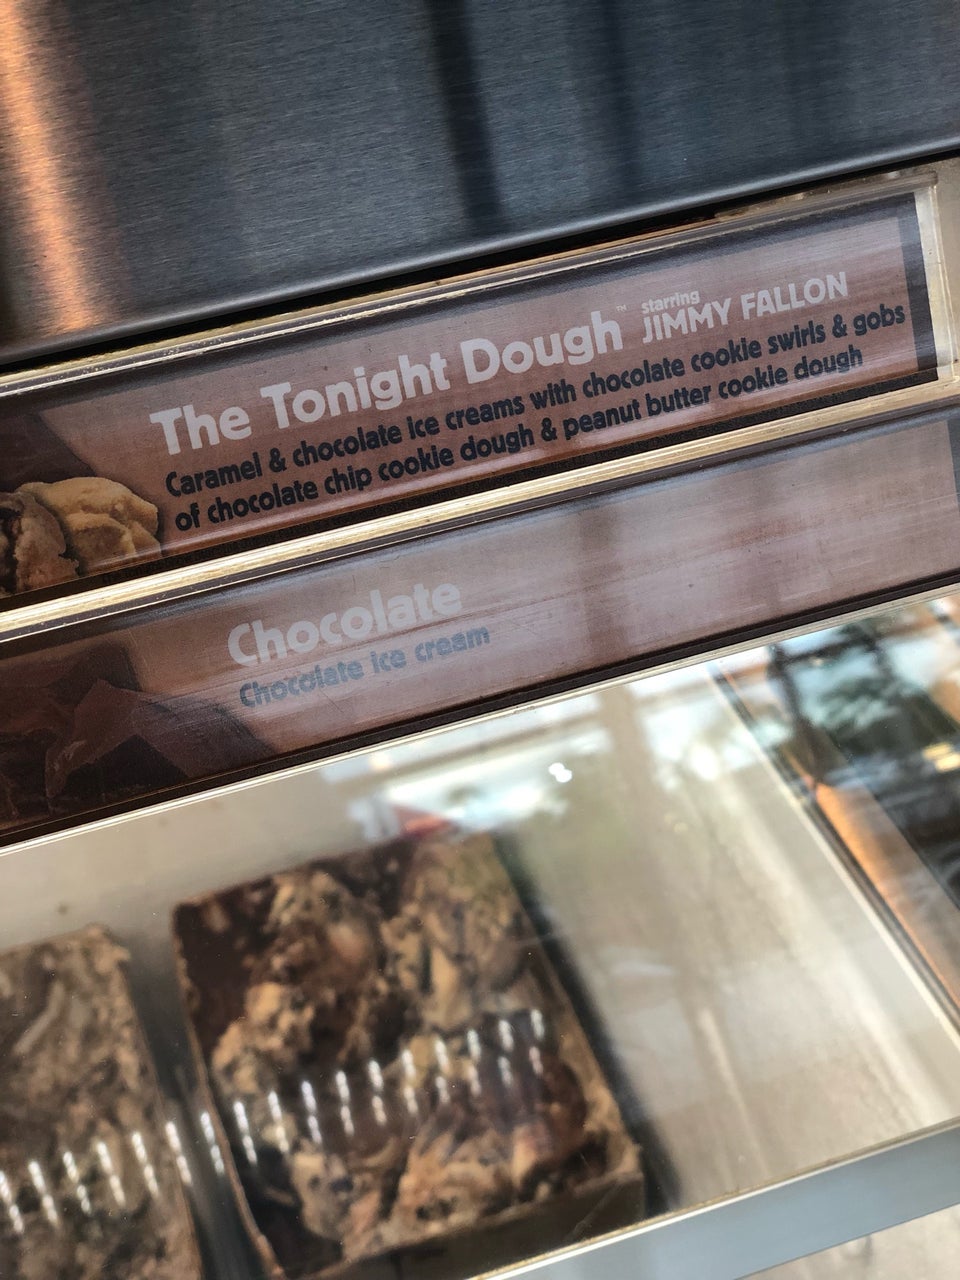 The Tonight Dough™ starring JIMMY FALLON
Caramel & chocolate ice creams with chocolate cookie swirls & gobs
of chocolate chip cookie dough & peanut butter cookie dough
Chocolate
Chocolate ice cream